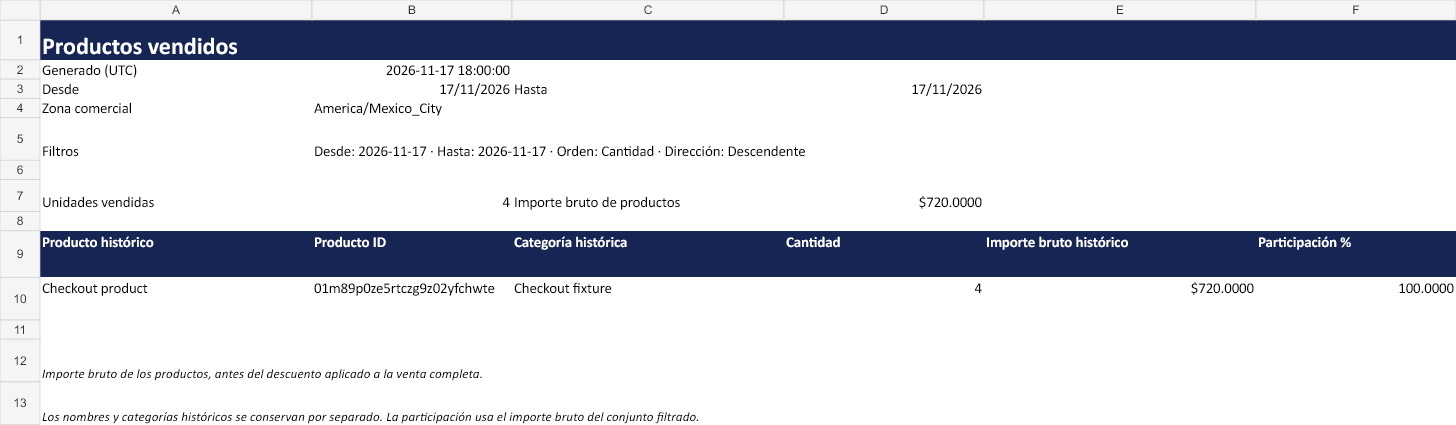 A B C D E F
1 Productos vendidos
2 Generado (UTC) 2026-11-17 18:00:00
3 Desde 17/11/2026 Hasta 17/11/2026
4 Zona comercial America/Mexico_City
5 Filtros Desde: 2026-11-17 · Hasta: 2026-11-17 · Orden: Cantidad · Dirección: Descendente
6
7 Unidades vendidas 4 Importe bruto de productos $720.0000
8
9 Producto histórico Producto ID Categoría histórica Cantidad Importe bruto histórico Participación %
10 Checkout product 01m89p0ze5rtczg9z02yfchwte Checkout fixture 4 $720.0000 100.0000
11
12 Importe bruto de los productos, antes del descuento aplicado a la venta completa.
13 Los nombres y categorías históricos se conservan por separado. La participación usa el importe bruto del conjunto filtrado.